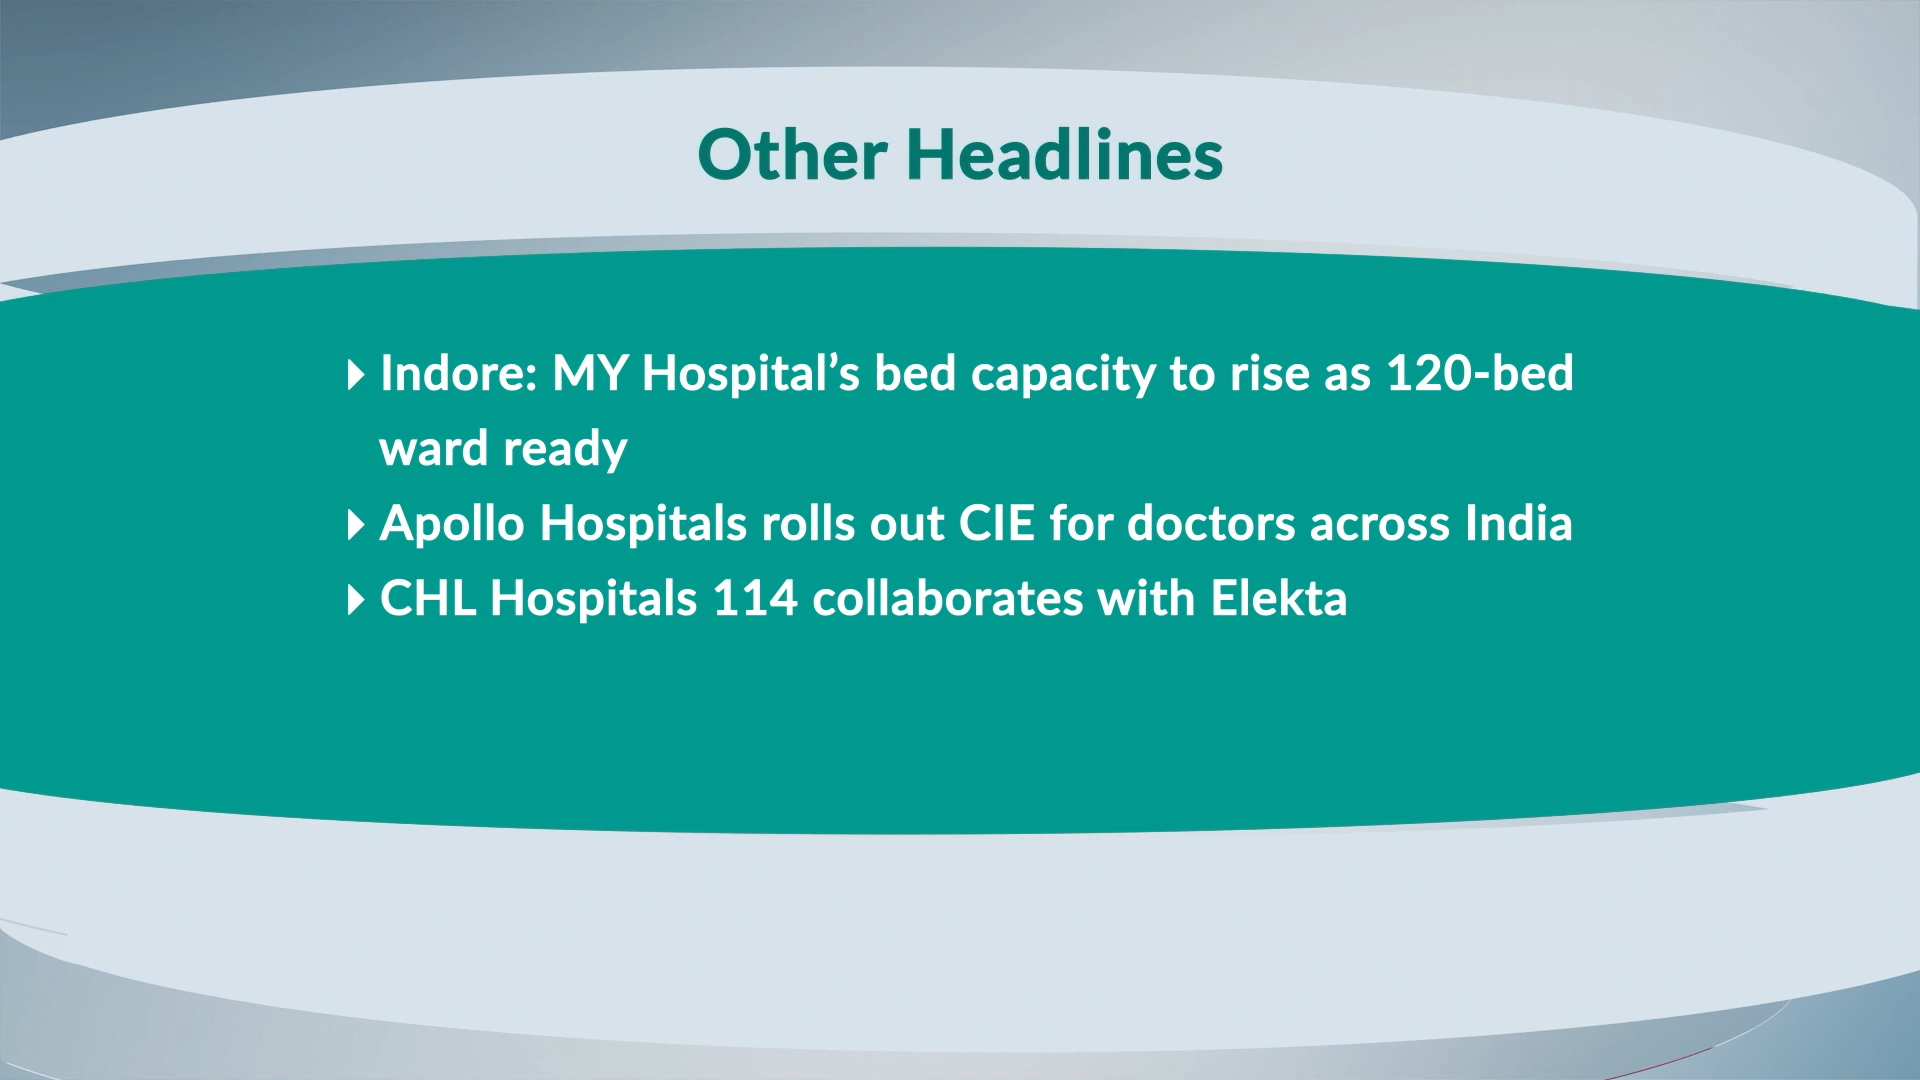 Other Headlines
Indore: MY Hospital’s bed capacity to rise as 120-bed
ward ready
Apollo Hospitals rolls out CIE for doctors across India
CHL Hospitals 114 collaborates with Elekta